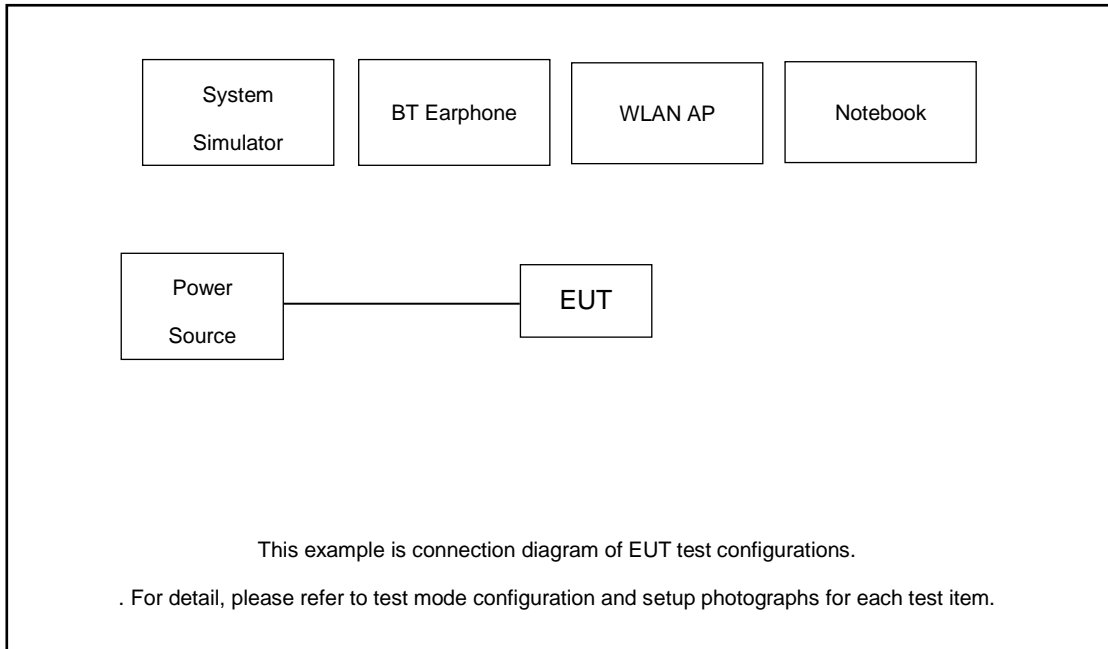 System
Simulator
BT Earphone
WLAN AP
Notebook
Power
Source
EUT
This example is connection diagram of EUT test configurations.
. For detail, please refer to test mode configuration and setup photographs for each test item.